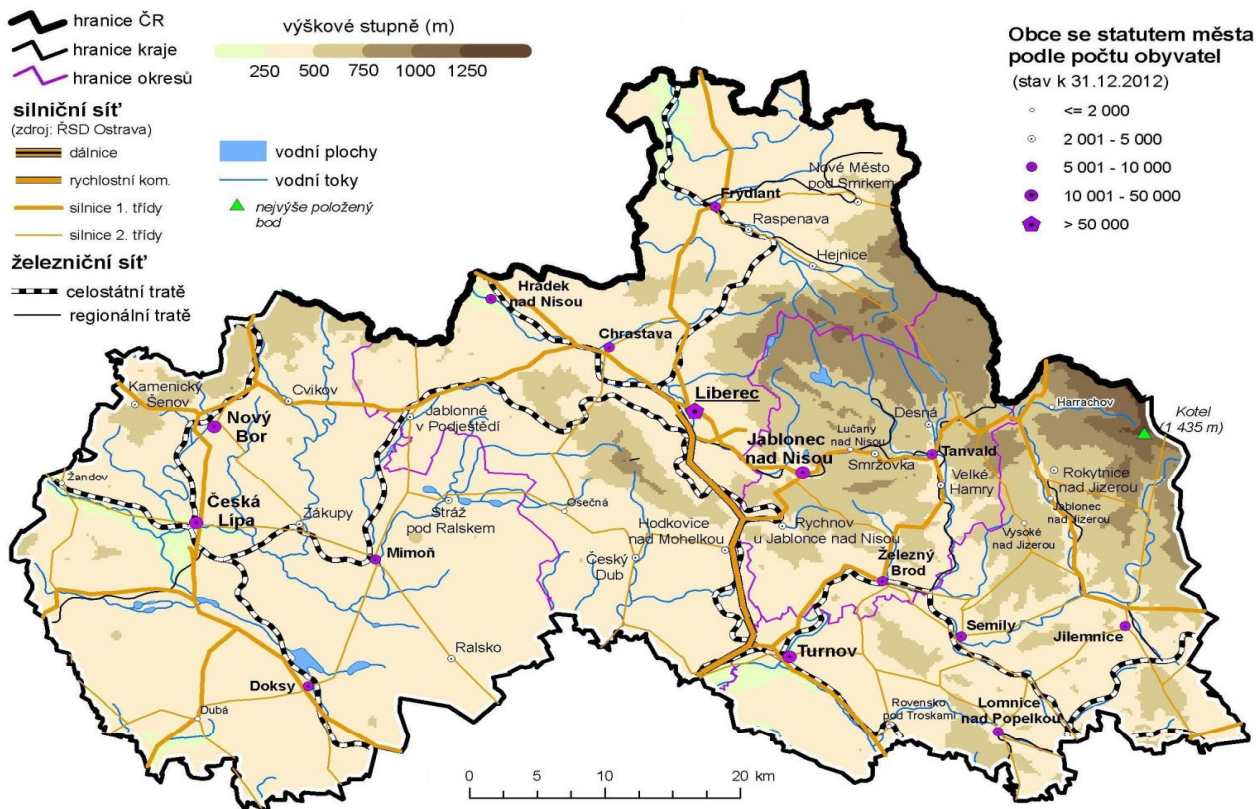 hranice ČR
hranice kraje
hranice okresů
silniční síť
(zdroj: ŘSD Ostrava)
dálnice
rychlostní kom.
silnice 1. třídy
silnice 2. třídy
železniční síť
celostátní tratě
regionální tratě
výškové stupně (m)
250 500 750 1000 1250
vodní plochy
vodní toky
nejvýše položený
bod
Obce se statutem města
podle počtu obyvatel
(stav k 31.12.2012)
<= 2 000
2 001 - 5 000
5 001 - 10 000
10 001 - 50 000
> 50 000
Nové Město
pod Smrkem
Frýdlant
Raspenava
Hejnice
Hrádek
nad Nisou
Chrastava
Kamenický
Šenov
Cvikov
Nový
Bor
Jablonné
v Podještědí
Liberec
Desná
Harrachov
Kotel
(1 435 m)
Lučany
nad Nisou
Jablonec
nad Nisou
Smržovka
Tanvald
Rokytnice
nad Jizerou
Velké
Hamry
Jablonec
nad Jizerou
Žandov
Česká
Lípa
Zákupy
Stráž
pod Ralskem
Osečná
Hodkovice
nad Mohelkou
Rychnov
u Jablonce nad Nisou
Vysoké
nad Jizerou
Mimoň
Český
Dub
Železný
Brod
Semily
Jilemnice
Ralsko
Turnov
Doksy
Dubá
Rovensko
pod Troskami
Lomnice
nad Popelkou
0 5 10 20 km